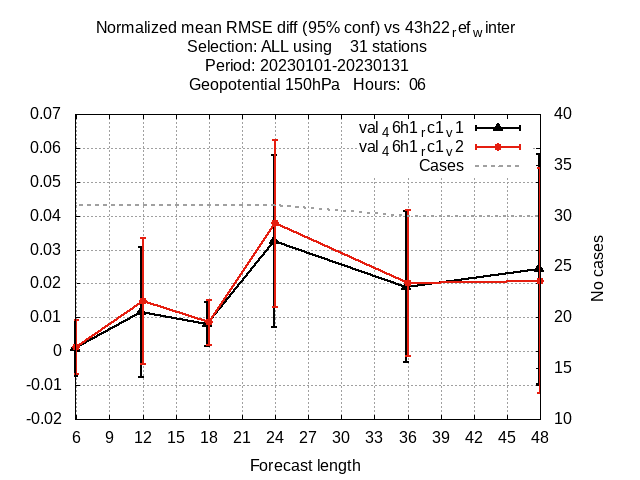 Normalized mean RMSE diff (95% conf) vs 43h22refwinter
Selection: ALL using    31 stations
Period: 20230101-20230131
Geopotential 150hPa   Hours:  06
val46h1rc1v1
val46h1rc1v2
Cases
0.07
0.06
0.05
0.04
0.03
0.02
0.01
0
-0.01
-0.02
40
35
30
25
20
15
10
No cases
6 9 12 15 18 21 24 27 30 33 36 39 42 45 48
Forecast length